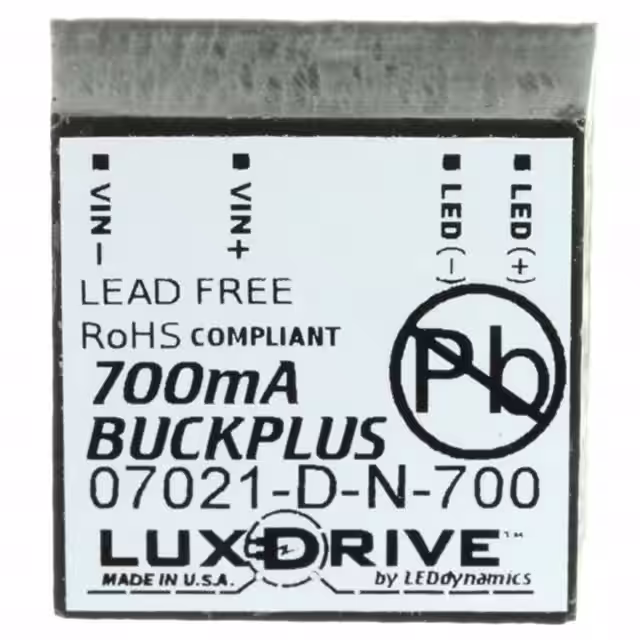 VIN- VIN+ LED(-) LED(+)
LEAD FREE
RoHS COMPLIANT
Pb
700mA
BUCKPLUS
07021-D-N-700
LUXDRIVE™
MADE IN U.S.A. by LEDdynamics